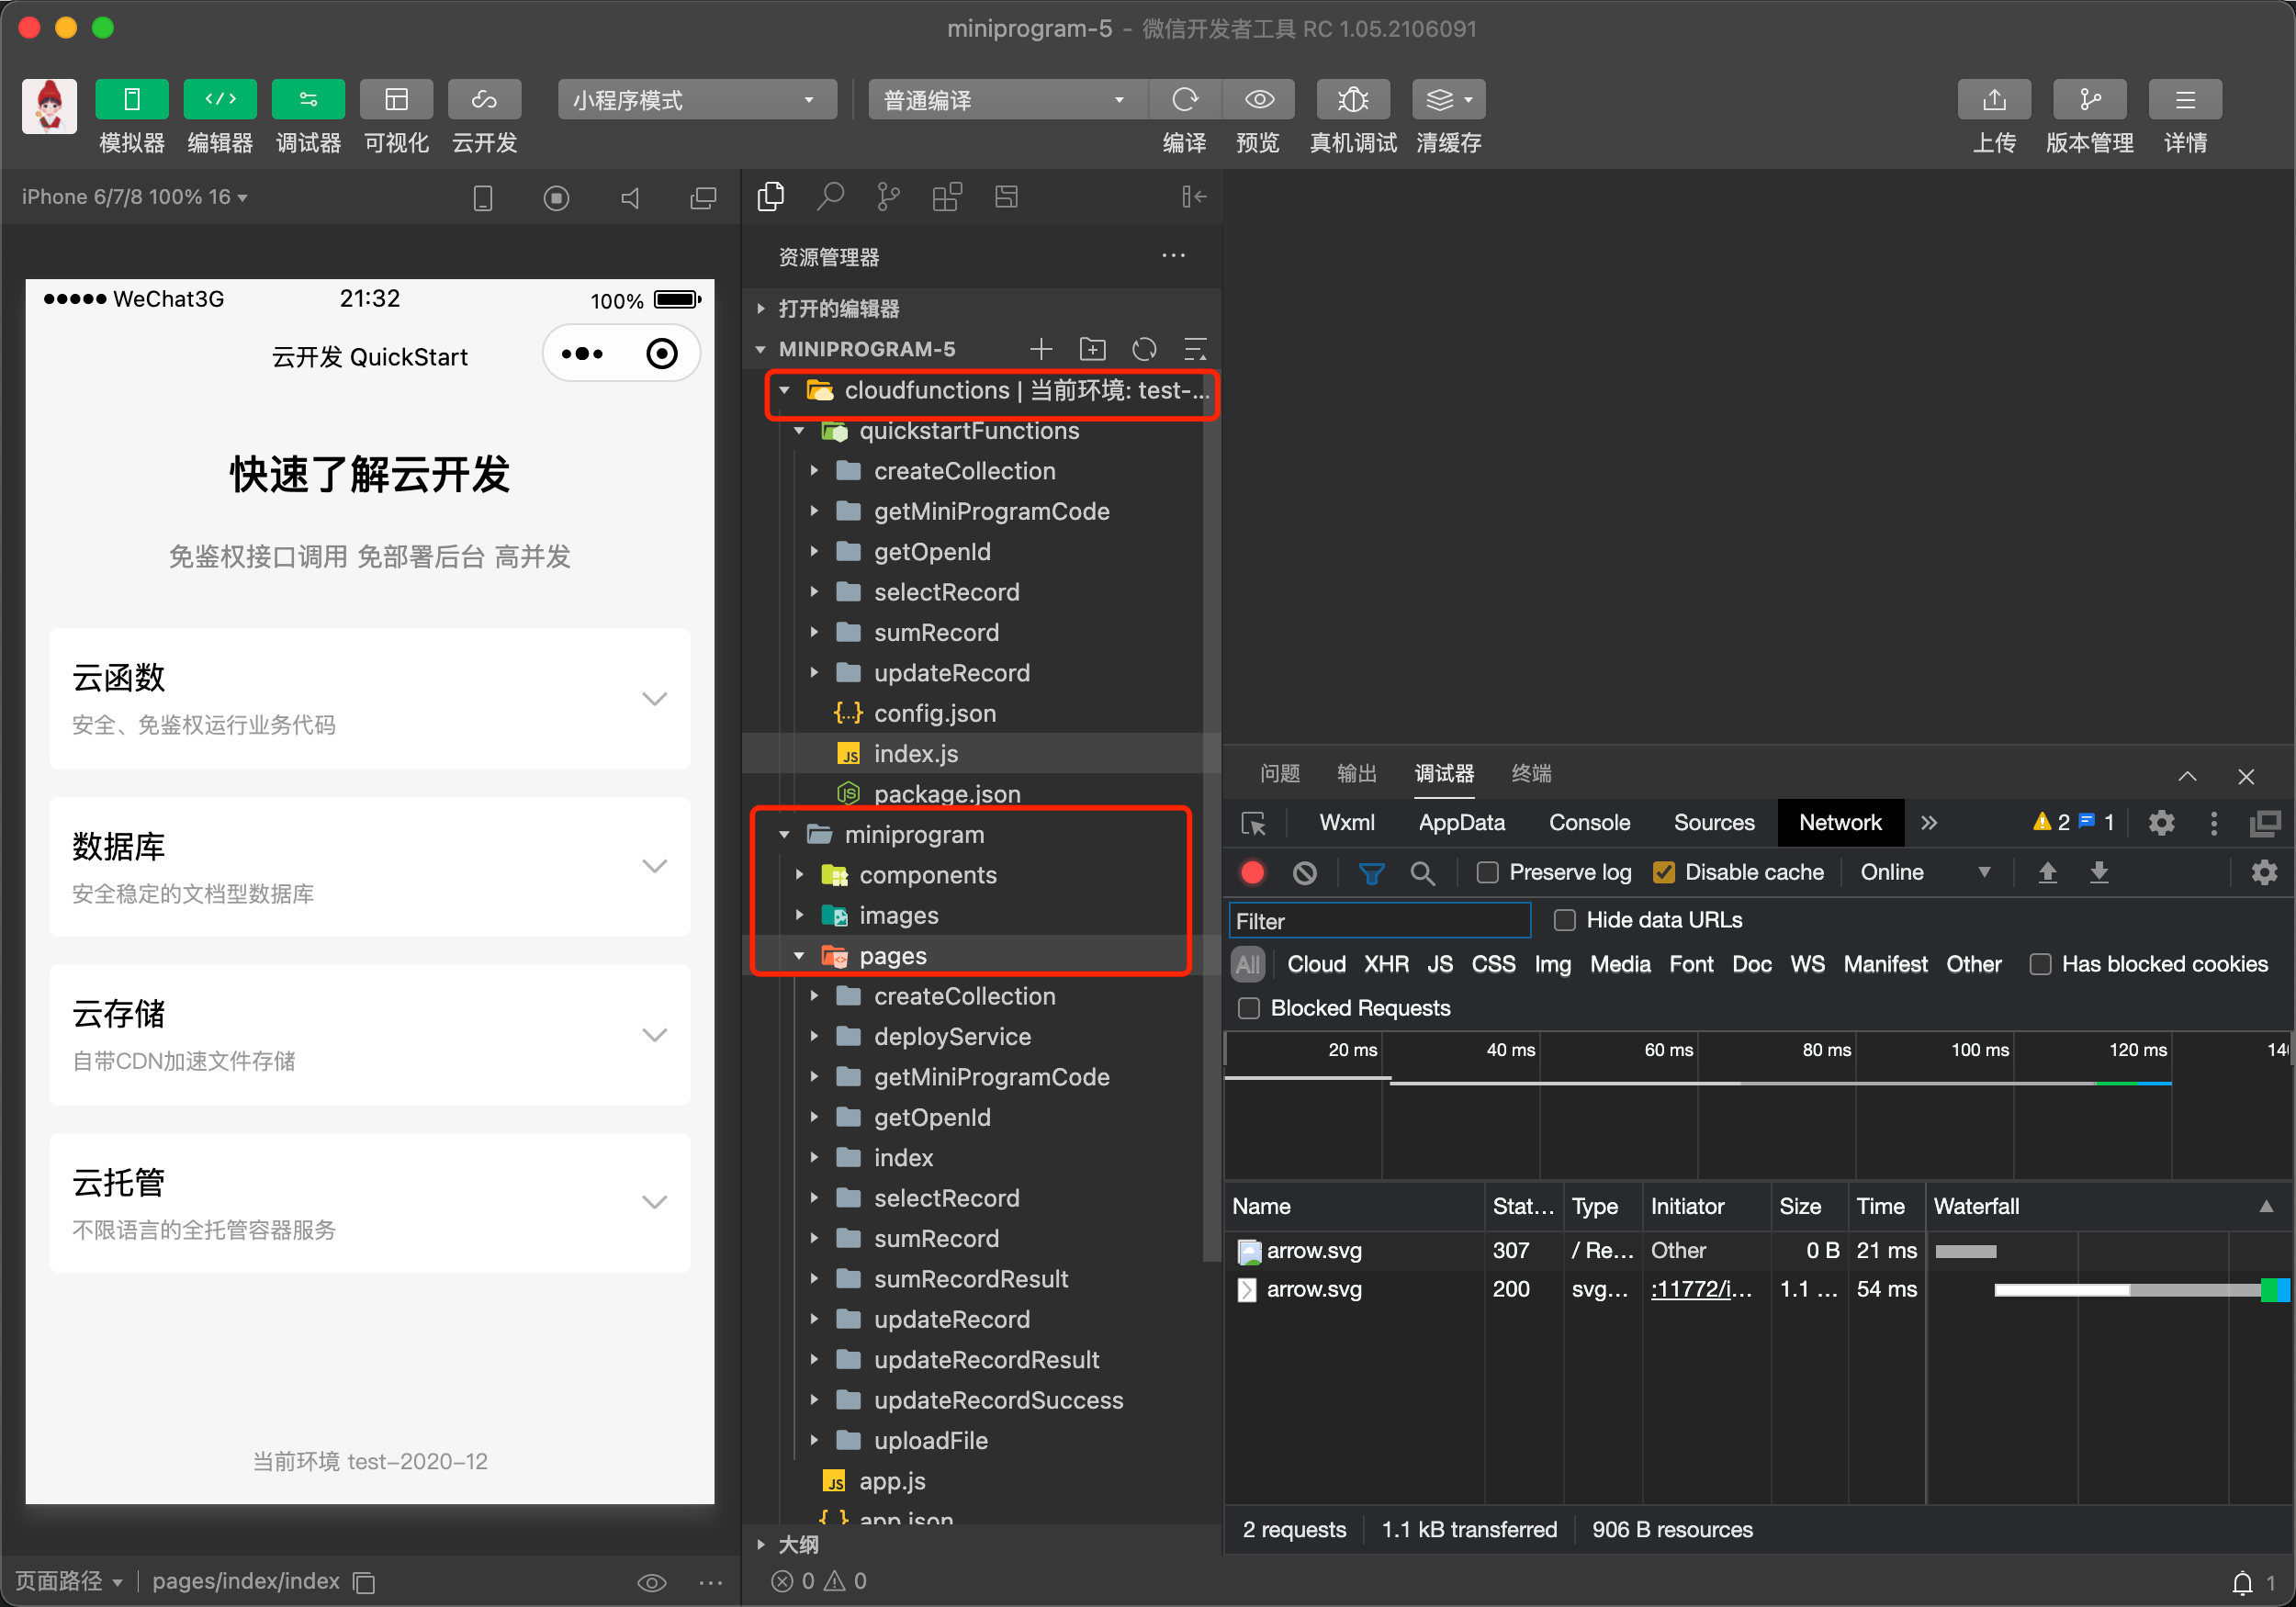 miniprogram-5 - 微信开发者工具 RC 1.05.2106091
模拟器 编辑器 调试器 可视化 云开发
小程序模式 普通编译
编译 预览 真机调试 清缓存
上传 版本管理 详情
iPhone 6/7/8 100% 16
WeChat3G 21:32 100%
云开发 QuickStart
快速了解云开发
免鉴权接口调用 免部署后台 高并发
云函数
安全、免鉴权运行业务代码
数据库
安全稳定的文档型数据库
云存储
自带CDN加速文件存储
云托管
不限语言的全托管容器服务
当前环境 test-2020-12
页面路径 | pages/index/index
资源管理器
打开的编辑器
MINIPROGRAM-5
cloudfunctions | 当前环境: test-...
quickstartFunctions
createCollection
getMiniProgramCode
getOpenId
selectRecord
sumRecord
updateRecord
{...} config.json
JS index.js
JS package.json
miniprogram
components
images
pages
createCollection
deployService
getMiniProgramCode
getOpenId
index
selectRecord
sumRecord
sumRecordResult
updateRecord
updateRecordResult
updateRecordSuccess
uploadFile
JS app.js
app.json
大纲
0 0
问题 输出 调试器 终端
Wxml AppData Console Sources Network 2 1
Preserve log Disable cache Online
Filter Hide data URLs
All Cloud XHR JS CSS Img Media Font Doc WS Manifest Other Has blocked cookies
Blocked Requests
20 ms 40 ms 60 ms 80 ms 100 ms 120 ms
Name Stat... Type Initiator Size Time Waterfall
arrow.svg 307 / Re... Other 0 B 21 ms
arrow.svg 200 svg... :11772/i... 1.1 ... 54 ms
2 requests 1.1 kB transferred 906 B resources
1